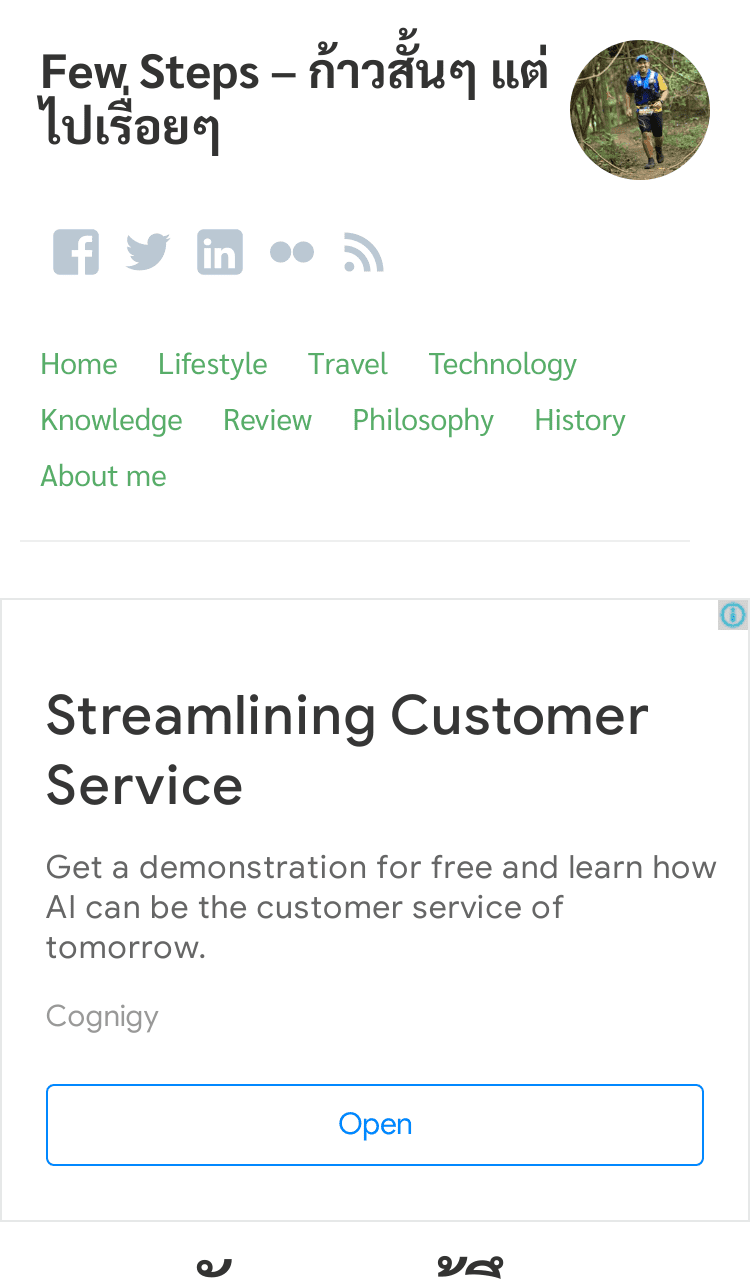 Few Steps – ก้าวสั้นๆ แต่
ไปเรื่อยๆ
Home Lifestyle Travel Technology
Knowledge Review Philosophy History
About me
Streamlining Customer
Service
Get a demonstration for free and learn how
AI can be the customer service of
tomorrow.
Cognigy
Open